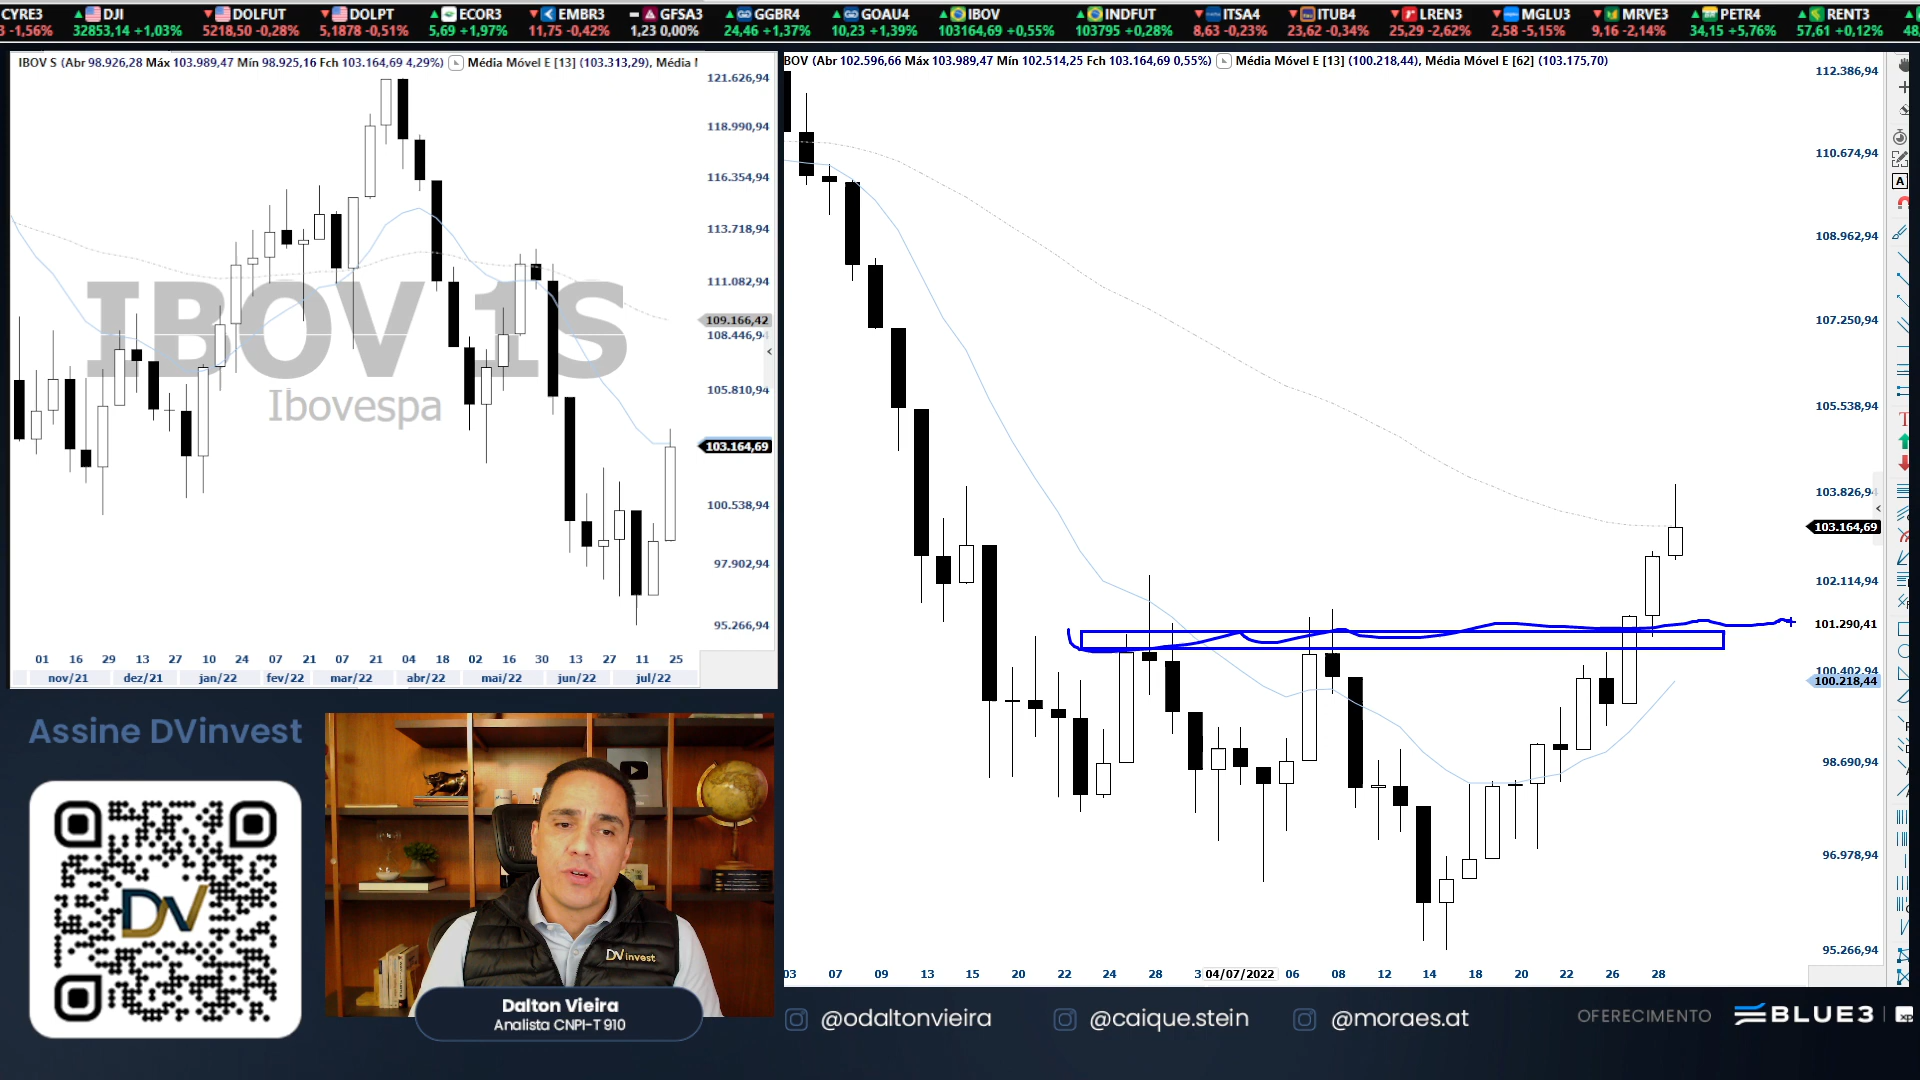 CYRE3 DJI DOLFUT DOLPT ECOR3 EMBR3 GFSA3 GGBR4 GOAU4 IBOV INDFUT ITSA4 ITUB4 LREN3 MGLU3 MRVE3 PETR4 RENT3
3 -1,56% 32853,14 +1,03% 5218,50 -0,28% 5,1878 -0,51% 5,69 +1,97% 11,75 -0,42% 1,23 0,00% 24,46 +1,37% 10,23 +1,39% 103164,69 +0,55% 103795 +0,28% 8,63 -0,23% 23,62 -0,34% 25,29 -2,62% 2,58 -5,15% 9,16 -2,14% 34,15 +5,76% 57,61 +0,12% 48,
IBOV S (Abr 98.926,28 Máx 103.989,47 Mín 98.925,16 Fch 103.164,69 4,29%) Média Móvel E [13] (103.313,29), Média
121.626,94
118.990,94
116.354,94
113.718,94
111.082,94
109.166,42
108.446,94
105.810,94
103.164,69
100.538,94
97.902,94
95.266,94
IBOV 1S
Ibovespa
01 16 29 13 27 10 24 07 21 07 21 04 18 02 16 30 13 27 11 25
nov/21 dez/21 jan/22 fev/22 mar/22 abr/22 mai/22 jun/22 jul/22
BOV (Abr 102.596,66 Máx 103.989,47 Mín 102.514,25 Fch 103.164,69 0,55%) Média Móvel E [13] (100.218,44), Média Móvel E [62] (103.175,70)
112.386,94
110.674,94
108.962,94
107.250,94
105.538,94
103.826,94
103.164,69
102.114,94
101.290,41
100.402,94
100.218,44
98.690,94
96.978,94
95.266,94
03 07 09 13 15 20 22 24 28 3 04/07/2022 06 08 12 14 18 20 22 26 28
A
T
Assine DVinvest
DV
DVinvest
Dalton Vieira
Analista CNPI-T 910
@odaltonvieira @caique.stein @moraes.at
OFERECIMENTO BLUE3 xp